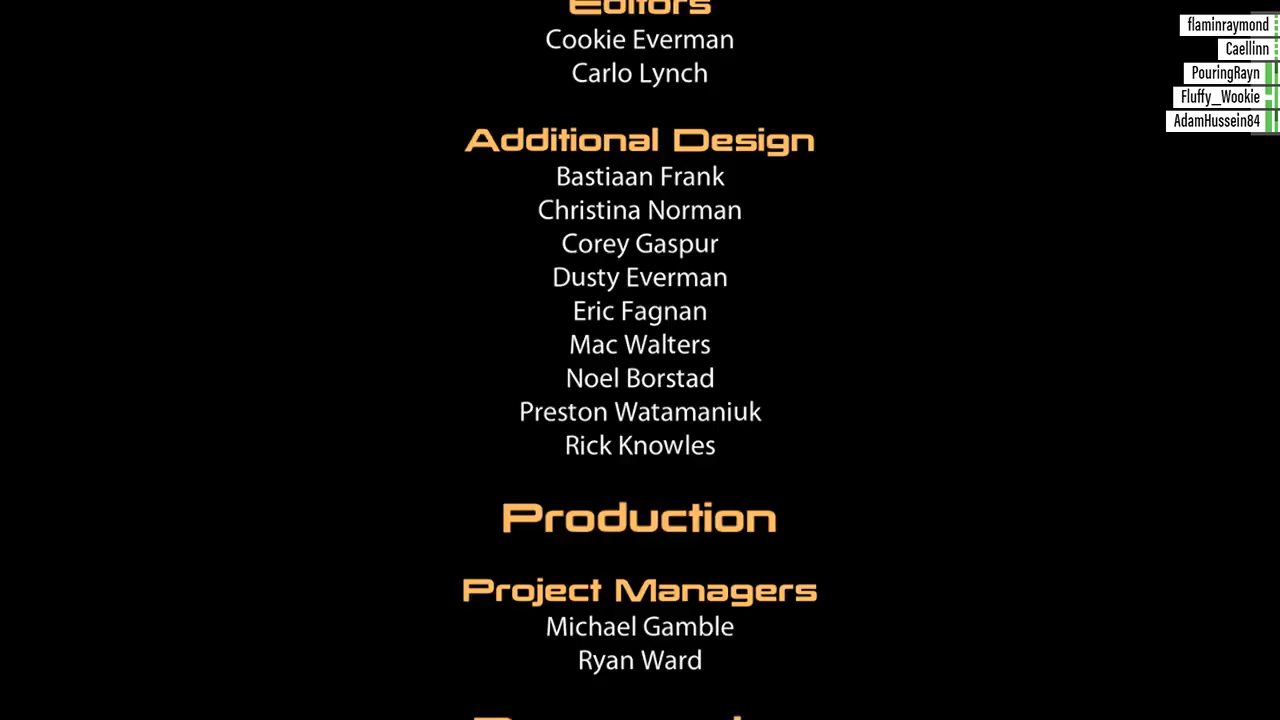 Editors
Cookie Everman
Carlo Lynch
Additional Design
Bastiaan Frank
Christina Norman
Corey Gaspur
Dusty Everman
Eric Fagnan
Mac Walters
Noel Borstad
Preston Watamaniuk
Rick Knowles
Production
Project Managers
Michael Gamble
Ryan Ward
flaminraymond
Caellinn
PouringRayn
Fluffy_Wookie
AdamHussein84